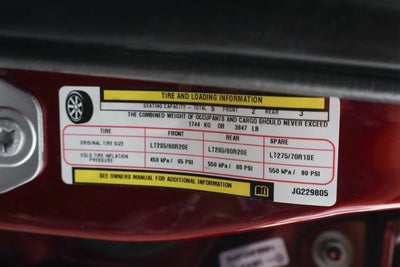 TIRE AND LOADING INFORMATION
SEATING CAPACITY - TOTAL 5 FRONT 2 REAR 3
THE COMBINED WEIGHT OF OCCUPANTS AND CARGO SHOULD NEVER EXCEED
1744 KG OR 3847 LB
TIRE FRONT REAR SPARE
ORIGINAL TIRE SIZE LT285/60R20E LT285/60R20E LT275/70R18E
COLD TIRE INFLATION PRESSURE 450 kPa / 65 PSI 550 kPa / 80 PSI 550 kPa / 80 PSI
SEE OWNERS MANUAL FOR ADDITIONAL INFORMATION
JG229805